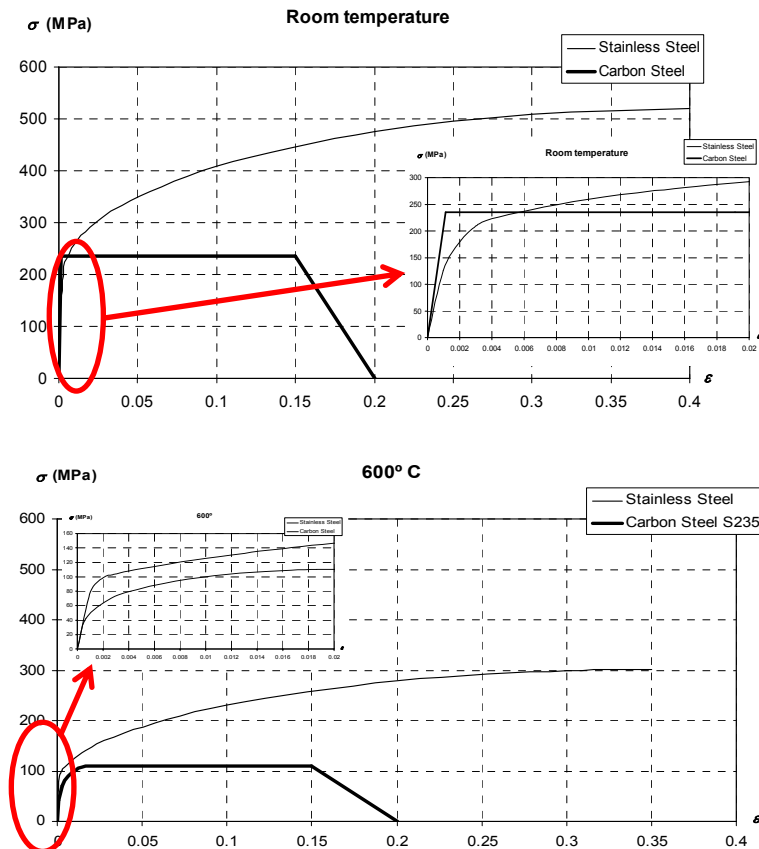 Room temperature
σ (MPa)
Stainless Steel
Carbon Steel
600
500
400
300
200
100
0
0 0.05 0.1 0.15 0.2 0.25 0.3 0.35 0.4
ε
σ (MPa)
Room temperature
Stainless Steel
Carbon Steel
300
250
200
150
100
50
0
0 0.002 0.004 0.006 0.008 0.01 0.012 0.014 0.016 0.018 0.02
ε
σ (MPa)
600º C
Stainless Steel
Carbon Steel S235
600
500
400
300
200
100
0
0 0.05 0.1 0.15 0.2 0.25 0.3 0.35 0.4
ε
σ (MPa)
600º
Stainless Steel
Carbon Steel
160
140
120
100
80
60
40
20
0
0 0.002 0.004 0.006 0.008 0.01 0.012 0.014 0.016 0.018 0.02
ε